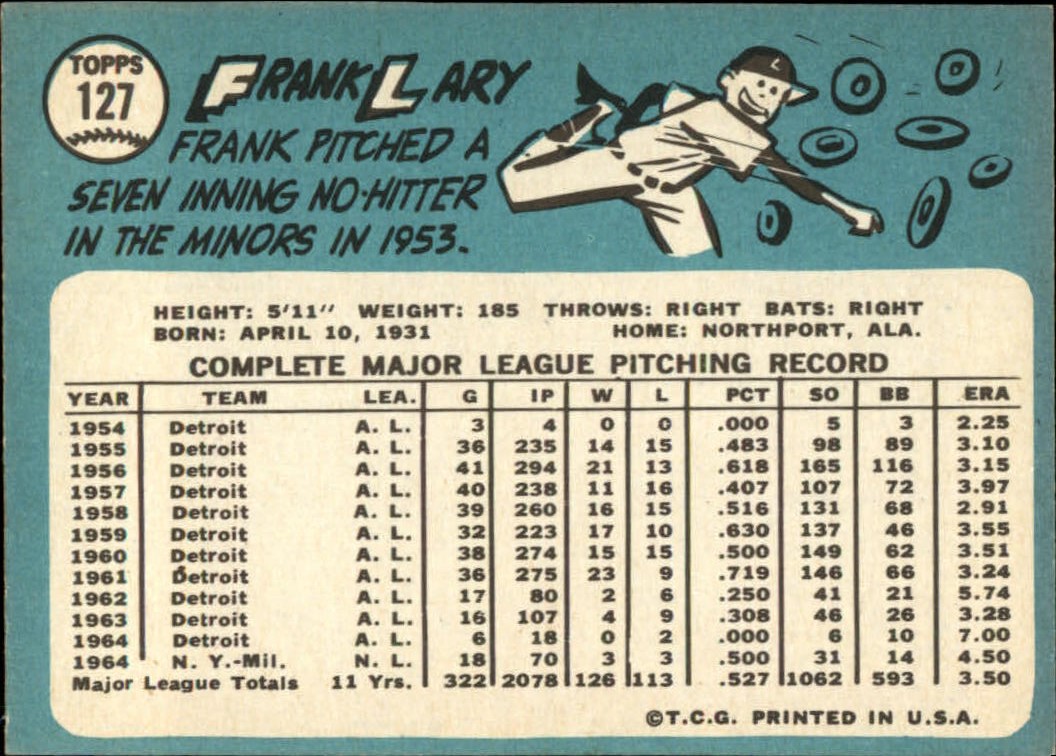 TOPPS
127
FRANK LARY
FRANK PITCHED A
SEVEN INNING NO-HITTER
IN THE MINORS IN 1953.
C
HEIGHT: 5'11" WEIGHT: 185 THROWS: RIGHT BATS: RIGHT
BORN: APRIL 10, 1931 HOME: NORTHPORT, ALA.
COMPLETE MAJOR LEAGUE PITCHING RECORD
YEAR TEAM LEA. G IP W L PCT SO BB ERA
1954 Detroit A. L. 3 4 0 0 .000 5 3 2.25
1955 Detroit A. L. 36 235 14 15 .483 98 89 3.10
1956 Detroit A. L. 41 294 21 13 .618 165 116 3.15
1957 Detroit A. L. 40 238 11 16 .407 107 72 3.97
1958 Detroit A. L. 39 260 16 15 .516 131 68 2.91
1959 Detroit A. L. 32 223 17 10 .630 137 46 3.55
1960 Detroit A. L. 38 274 15 15 .500 149 62 3.51
1961 Detroit A. L. 36 275 23 9 .719 146 66 3.24
1962 Detroit A. L. 17 80 2 6 .250 41 21 5.74
1963 Detroit A. L. 16 107 4 9 .308 46 26 3.28
1964 Detroit A. L. 6 18 0 2 .000 6 10 7.00
1964 N. Y.-Mil. N. L. 18 70 3 3 .500 31 14 4.50
Major League Totals 11 Yrs. 322 2078 126 113 .527 1062 593 3.50
©T.C.G. PRINTED IN U.S.A.